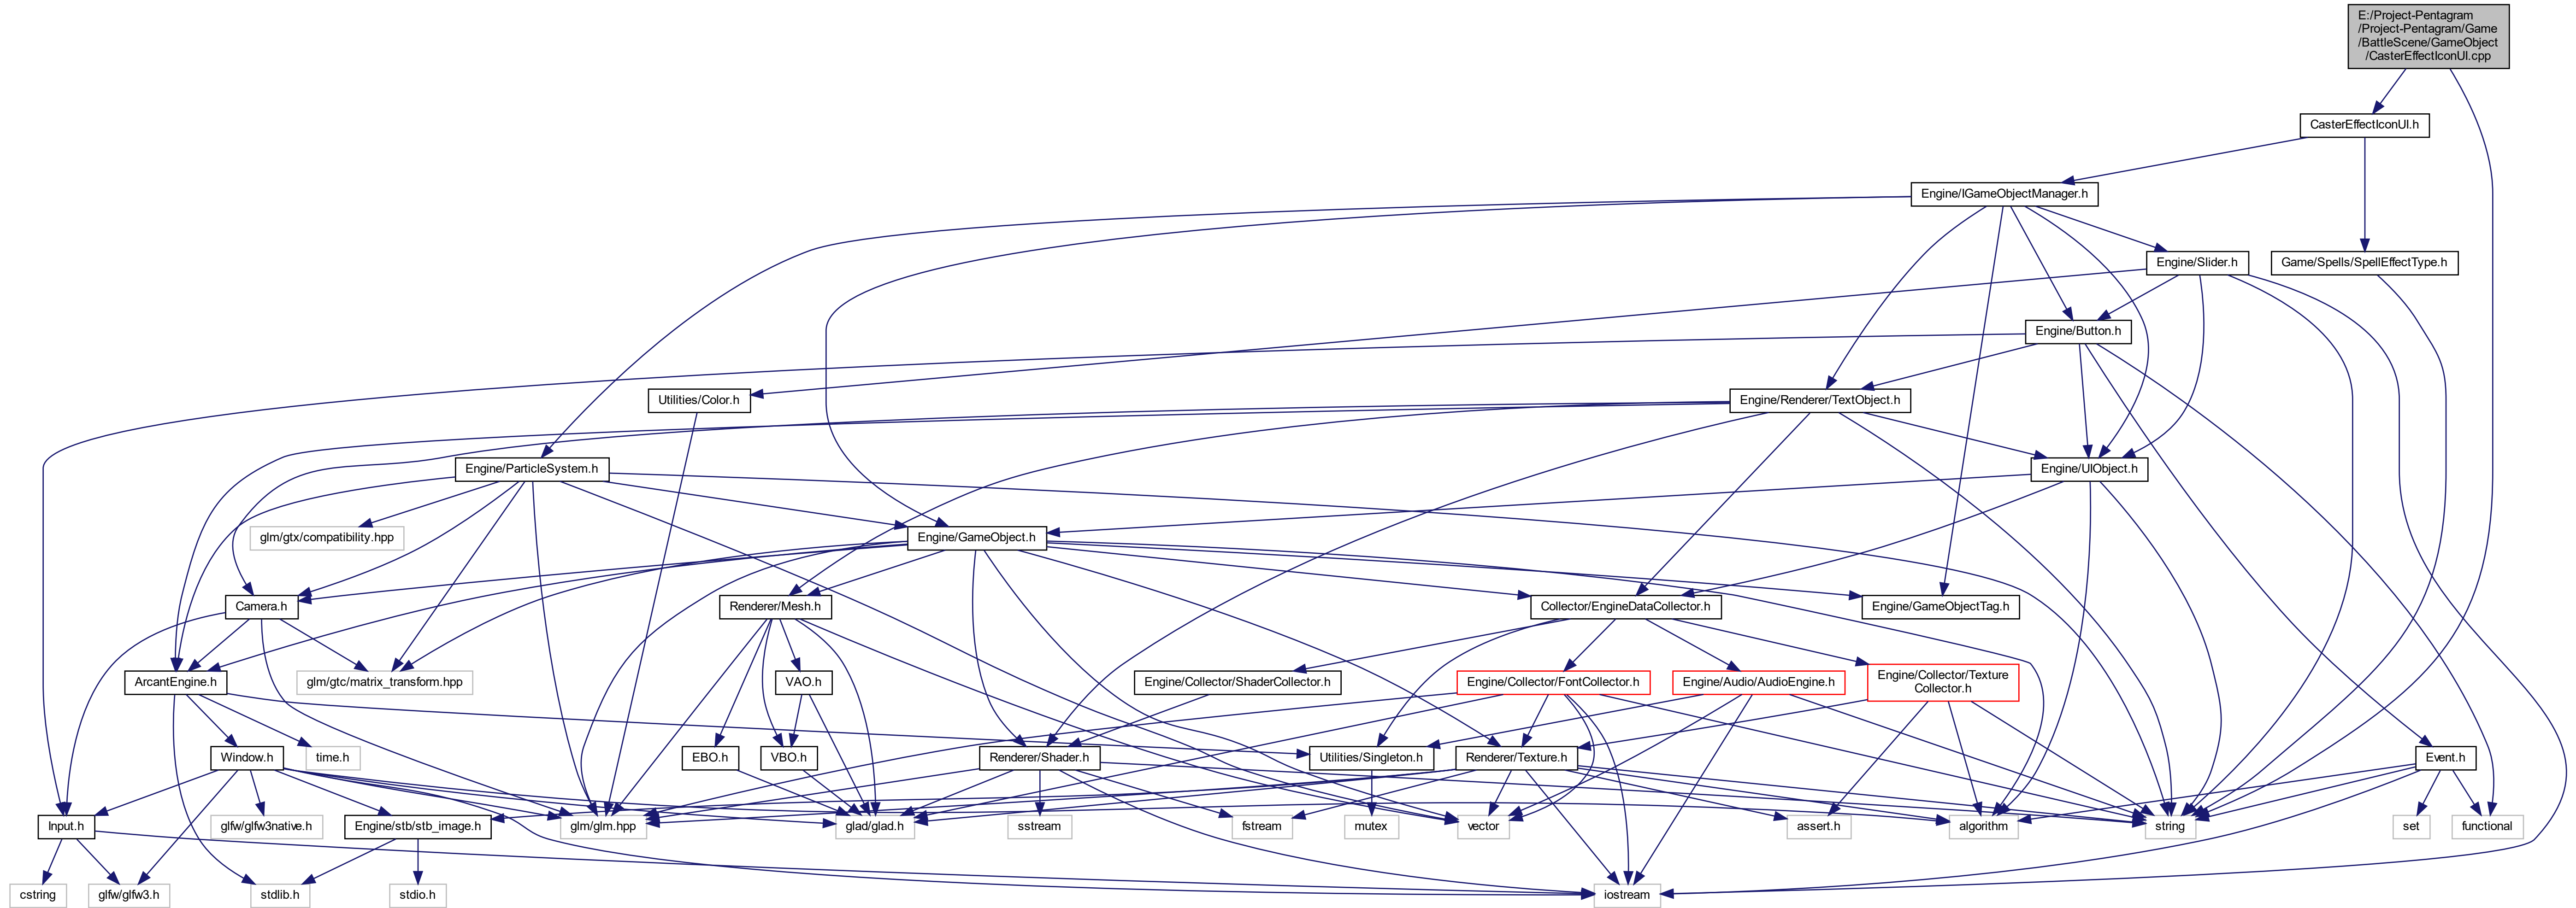 E:/Project-Pentagram
/Project-Pentagram/Game
/BattleScene/GameObject
/CasterEffectIconUI.cpp
CasterEffectIconUI.h
Engine/IGameObjectManager.h
Engine/Slider.h
Game/Spells/SpellEffectType.h
Engine/Button.h
Utilities/Color.h
Engine/Renderer/TextObject.h
Engine/ParticleSystem.h
Engine/UIObject.h
glm/gtx/compatibility.hpp
Engine/GameObject.h
Camera.h
Renderer/Mesh.h
Collector/EngineDataCollector.h
Engine/GameObjectTag.h
ArcantEngine.h
glm/gtc/matrix_transform.hpp
VAO.h
Engine/Collector/ShaderCollector.h
Engine/Collector/FontCollector.h
Engine/Audio/AudioEngine.h
Engine/Collector/Texture
Collector.h
Window.h
time.h
EBO.h
VBO.h
Renderer/Shader.h
Utilities/Singleton.h
Renderer/Texture.h
Event.h
Input.h
glfw/glfw3native.h
Engine/stb/stb_image.h
glm/glm.hpp
glad/glad.h
sstream
fstream
mutex
vector
assert.h
algorithm
string
set
functional
cstring
glfw/glfw3.h
stdlib.h
stdio.h
iostream